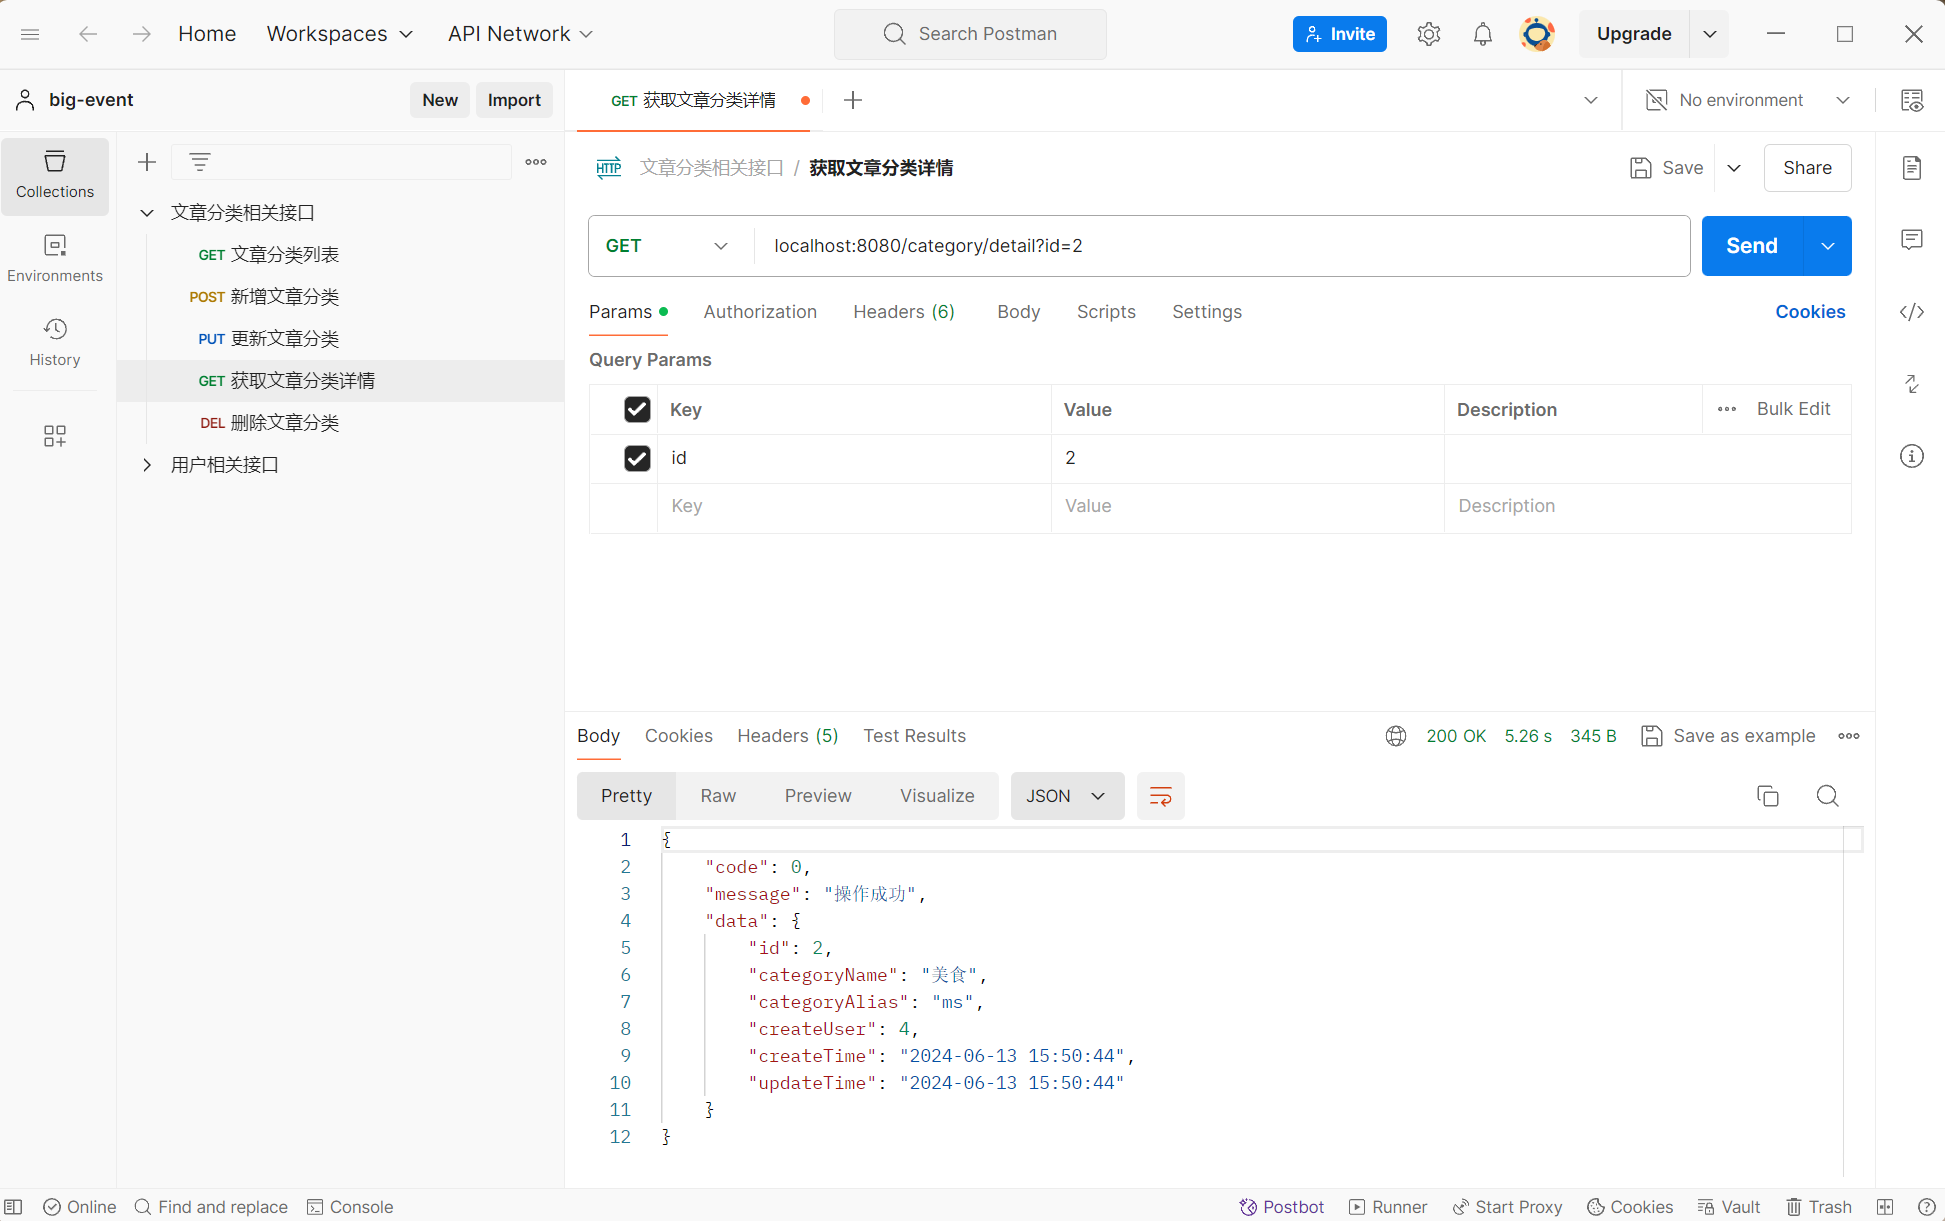 Home Workspaces API Network Search Postman Invite Upgrade
big-event New Import GET 获取文章分类详情 No environment
Collections
Environments
History
文章分类相关接口
GET 文章分类列表
POST 新增文章分类
PUT 更新文章分类
GET 获取文章分类详情
DEL 删除文章分类
用户相关接口
HTTP 文章分类相关接口 / 获取文章分类详情 Save Share
GET localhost:8080/category/detail?id=2 Send
Params Authorization Headers (6) Body Scripts Settings Cookies
Query Params
Key Value Description Bulk Edit
id 2
Key Value Description
Body Cookies Headers (5) Test Results 200 OK 5.26 s 345 B Save as example
Pretty Raw Preview Visualize JSON
1 {
2 "code": 0,
3 "message": "操作成功",
4 "data": {
5 "id": 2,
6 "categoryName": "美食",
7 "categoryAlias": "ms",
8 "createUser": 4,
9 "createTime": "2024-06-13 15:50:44",
10 "updateTime": "2024-06-13 15:50:44"
11 }
12 }
Online Find and replace Console Postbot Runner Start Proxy Cookies Vault Trash